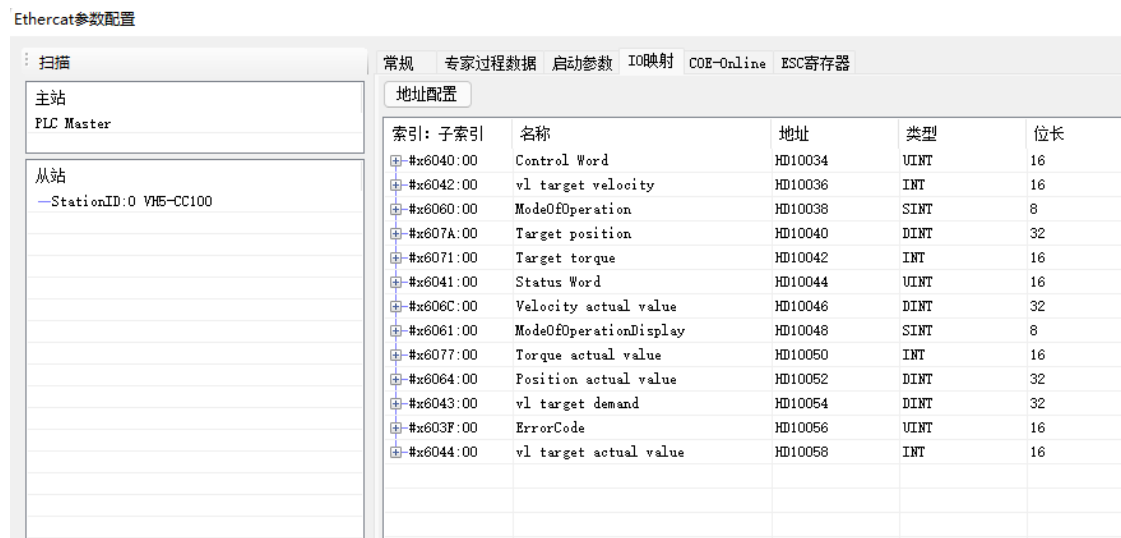 Ethercat参数配置
扫描
主站
PLC Master
从站
StationID:0 VH5-CC100
常规 专家过程数据 启动参数 IO映射 COE-Online ESC寄存器
地址配置
索引: 子索引 名称 地址 类型 位长
#x6040:00 Control Word HD10034 UINT 16
#x6042:00 vl target velocity HD10036 INT 16
#x6060:00 ModeOfOperation HD10038 SINT 8
#x607A:00 Target position HD10040 DINT 32
#x6071:00 Target torque HD10042 INT 16
#x6041:00 Status Word HD10044 UINT 16
#x606C:00 Velocity actual value HD10046 DINT 32
#x6061:00 ModeOfOperationDisplay HD10048 SINT 8
#x6077:00 Torque actual value HD10050 INT 16
#x6064:00 Position actual value HD10052 DINT 32
#x6043:00 vl target demand HD10054 DINT 32
#x603F:00 ErrorCode HD10056 UINT 16
#x6044:00 vl target actual value HD10058 INT 16